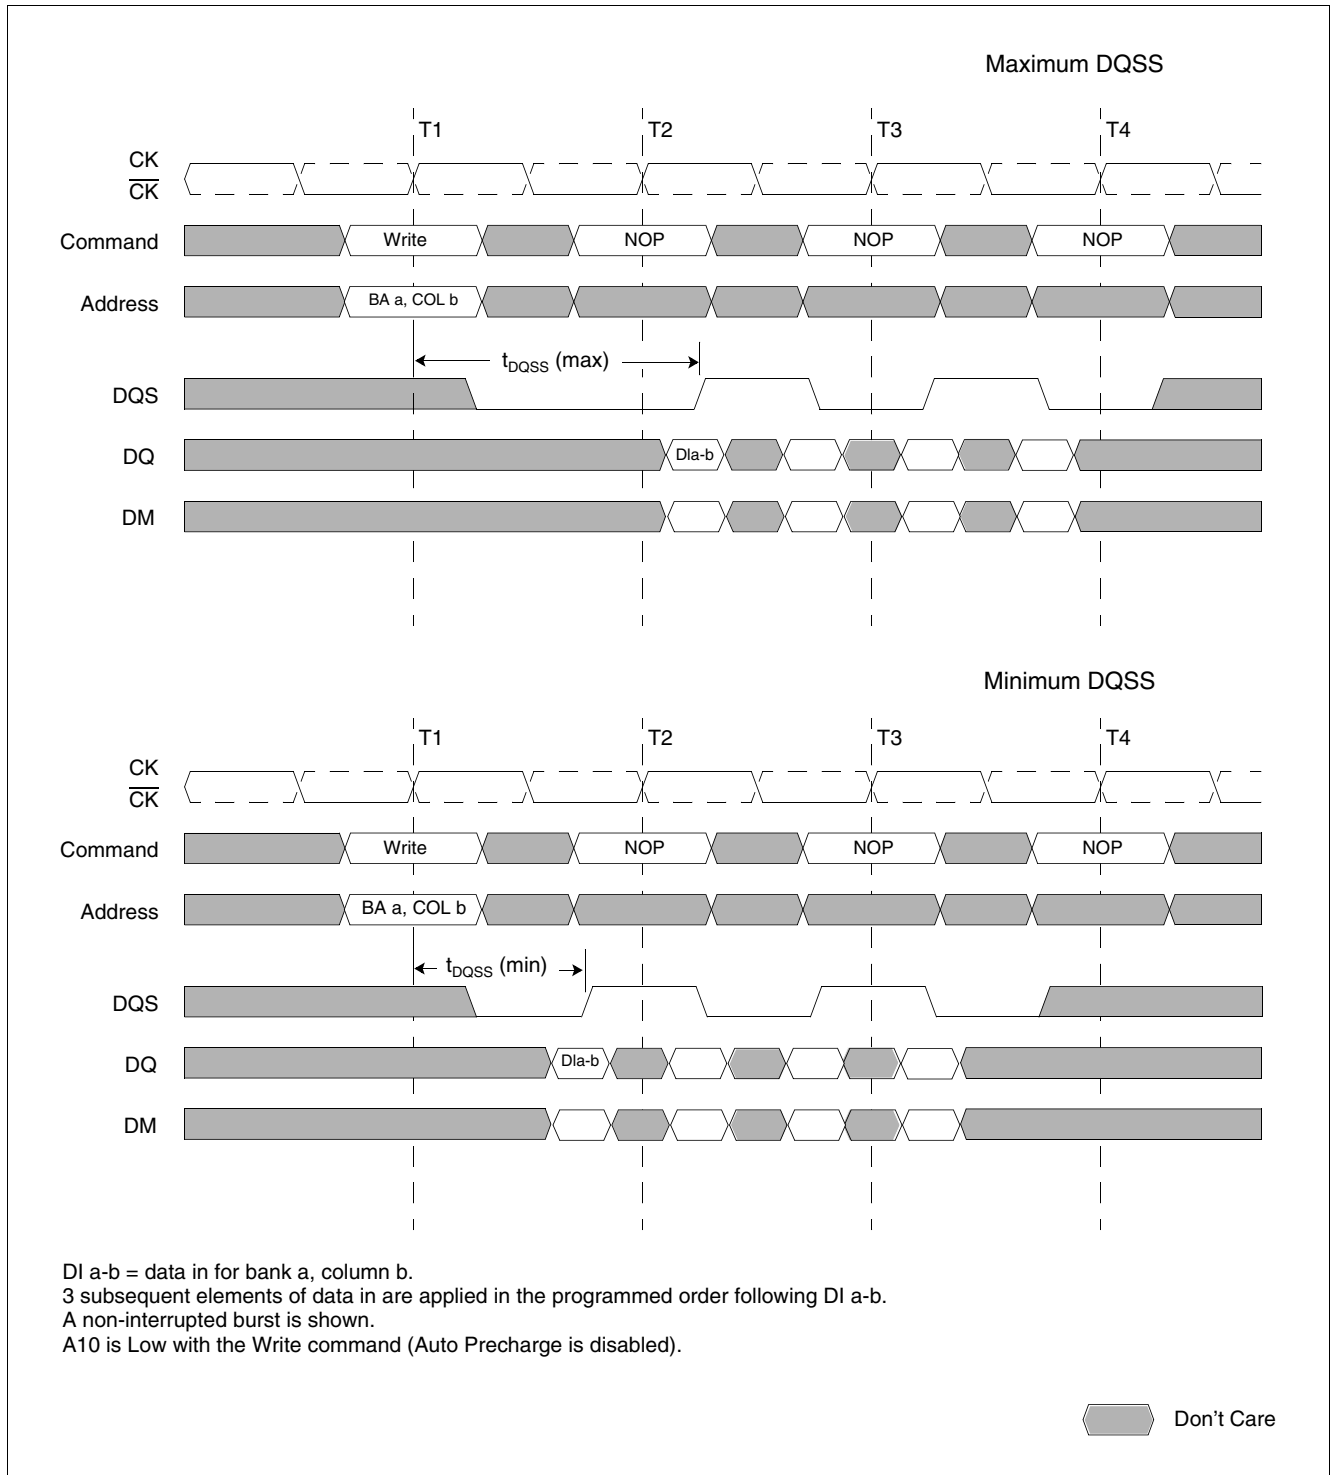 Maximum DQSS
T1 T2 T3 T4
CK
CK
Command Write NOP NOP NOP
Address BA a, COL b
tDQSS (max)
DQS
DQ DIa-b
DM
Minimum DQSS
T1 T2 T3 T4
CK
CK
Command Write NOP NOP NOP
Address BA a, COL b
tDQSS (min)
DQS
DQ DIa-b
DM
DI a-b = data in for bank a, column b.
3 subsequent elements of data in are applied in the programmed order following DI a-b.
A non-interrupted burst is shown.
A10 is Low with the Write command (Auto Precharge is disabled).
Don't Care